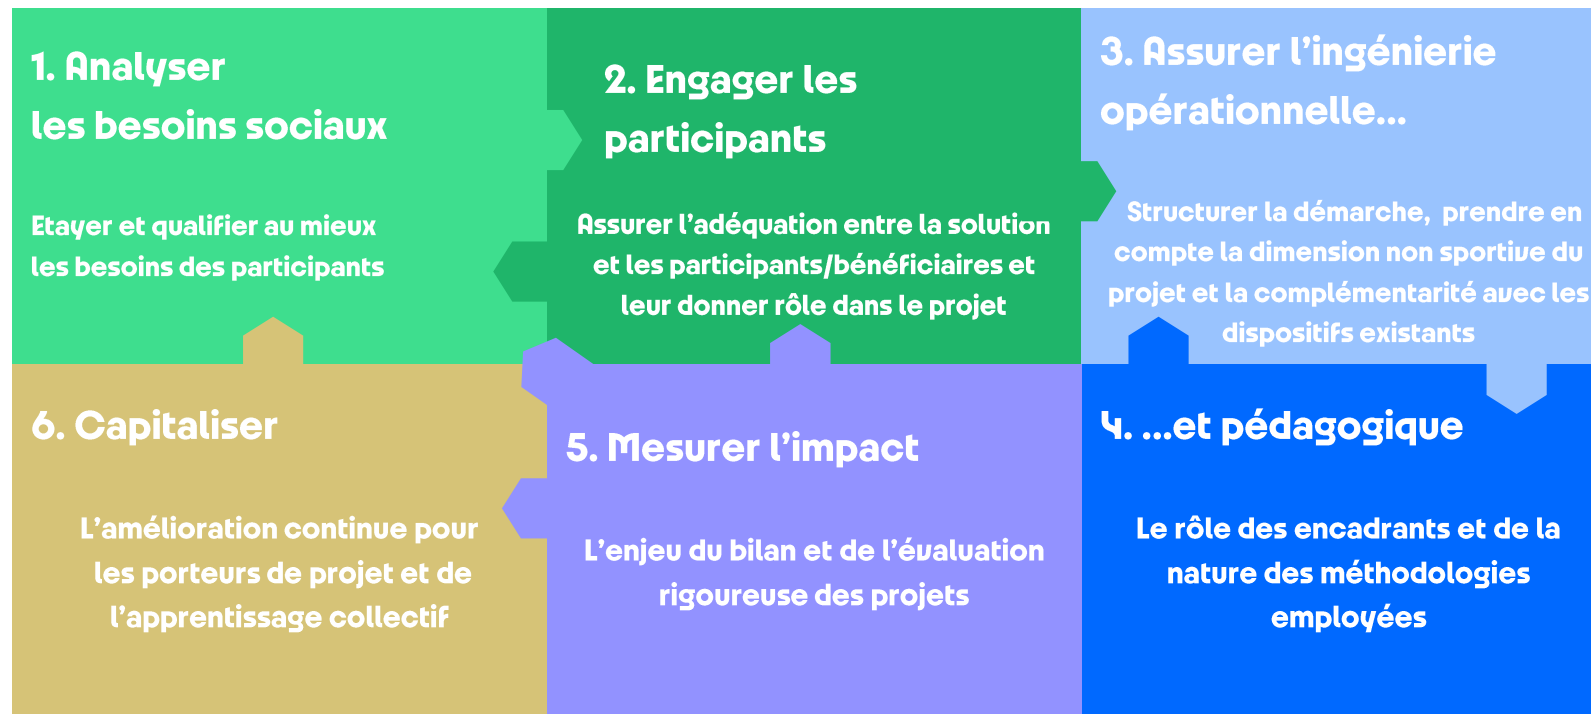 1. Analyser
les besoins sociaux
Etayer et qualifier au mieux
les besoins des participants
2. Engager les
participants
Assurer l'adéquation entre la solution
et les participants/bénéficiaires et
leur donner rôle dans le projet
3. Assurer l'ingénierie
opérationnelle...
Structurer la démarche, prendre en
compte la dimension non sportive du
projet et la complémentarité avec les
dispositifs existants
4. ...et pédagogique
Le rôle des encadrants et de la
nature des méthodologies
employées
5. Mesurer l'impact
L'enjeu du bilan et de l'évaluation
rigoureuse des projets
6. Capitaliser
L'amélioration continue pour
les porteurs de projet et de
l'apprentissage collectif